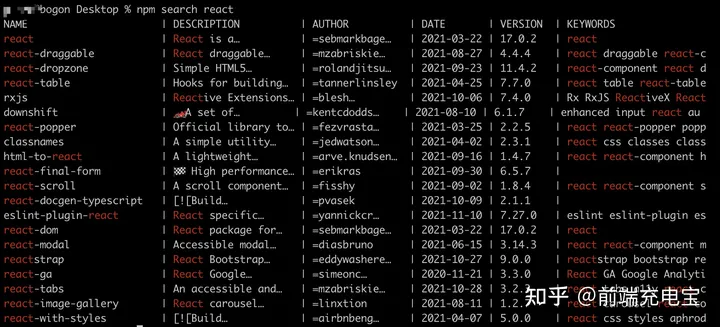 bogon Desktop % npm search react
NAME | DESCRIPTION | AUTHOR | DATE | VERSION | KEYWORDS
react | React is a… | =sebmarkbage… | 2021-03-22 | 17.0.2 | react
react-draggable | React draggable… | =mzabriskie… | 2021-08-27 | 4.4.4 | react draggable react-c
react-dropzone | Simple HTML5… | =rolandjitsu… | 2021-09-23 | 11.4.2 | react-component react d
react-table | Hooks for building… | =tannerlinsley | 2021-04-25 | 7.7.0 | react table react-table
rxjs | Reactive Extensions… | =blesh… | 2021-10-06 | 7.4.0 | Rx RxJS ReactiveX React
downshift | A set of… | =kentcdodds… | 2021-08-10 | 6.1.7 | enhanced input react au
react-popper | Official library to… | =fezvrasta… | 2021-03-25 | 2.2.5 | react react-popper popp
classnames | A simple utility… | =jedwatson… | 2021-04-02 | 2.3.1 | react css classes class
html-to-react | A lightweight… | =arve.knudsen… | 2021-09-16 | 1.4.7 | react react-component h
react-final-form | 🏁 High performance… | =erikras | 2021-09-30 | 6.5.7 |
react-scroll | A scroll component… | =fisshy | 2021-09-02 | 1.8.4 | react react-component s
react-docgen-typescript | [![Build… | =pvasek | 2021-10-09 | 2.1.1 |
eslint-plugin-react | React specific… | =yannickcr… | 2021-11-10 | 7.27.0 | eslint eslint-plugin es
react-dom | React package for… | =sebmarkbage… | 2021-03-22 | 17.0.2 | react
react-modal | Accessible modal… | =diasbruno | 2021-06-15 | 3.14.3 | react react-component m
reactstrap | React Bootstrap… | =eddywashere… | 2021-10-27 | 9.0.0 | reactstrap bootstrap re
react-ga | React Google… | =simeonc… | 2020-11-21 | 3.3.0 | React GA Google Analyti
react-tabs | An accessible and… | =mzabriskie… | 2021-10-28 | 3.2. css tabs
react-image-gallery | React carousel… | =linxtion | 2021-08-11 | 1.2. react
react-with-styles | [![Build… | =airbnbeng… | 2021-04-07 | 5.0.0 | react css styles aphrod
知乎 @前端充电宝